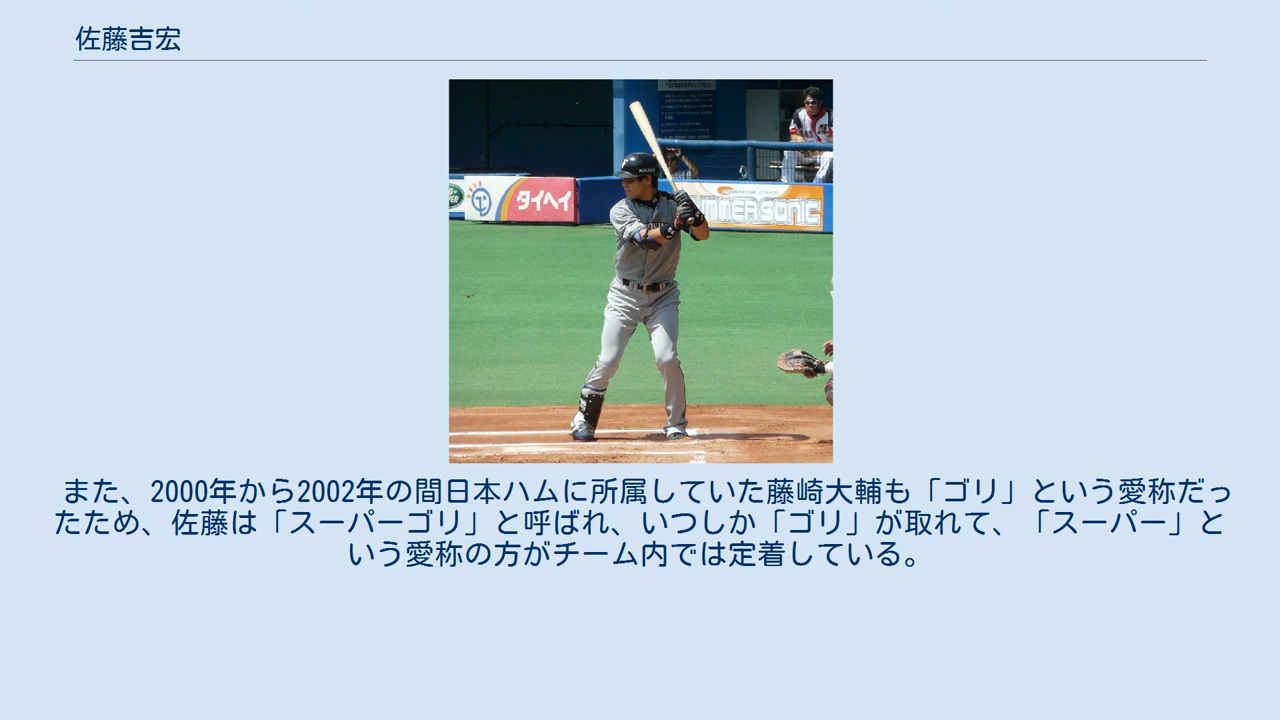 佐藤吉宏
タイヘイ
UMMER SONIC
また、2000年から2002年の間日本ハムに所属していた藤崎大輔も「ゴリ」という愛称だっ
たため、佐藤は「スーパーゴリ」と呼ばれ、いつしか「ゴリ」が取れて、「スーパー」と
いう愛称の方がチーム内では定着している。